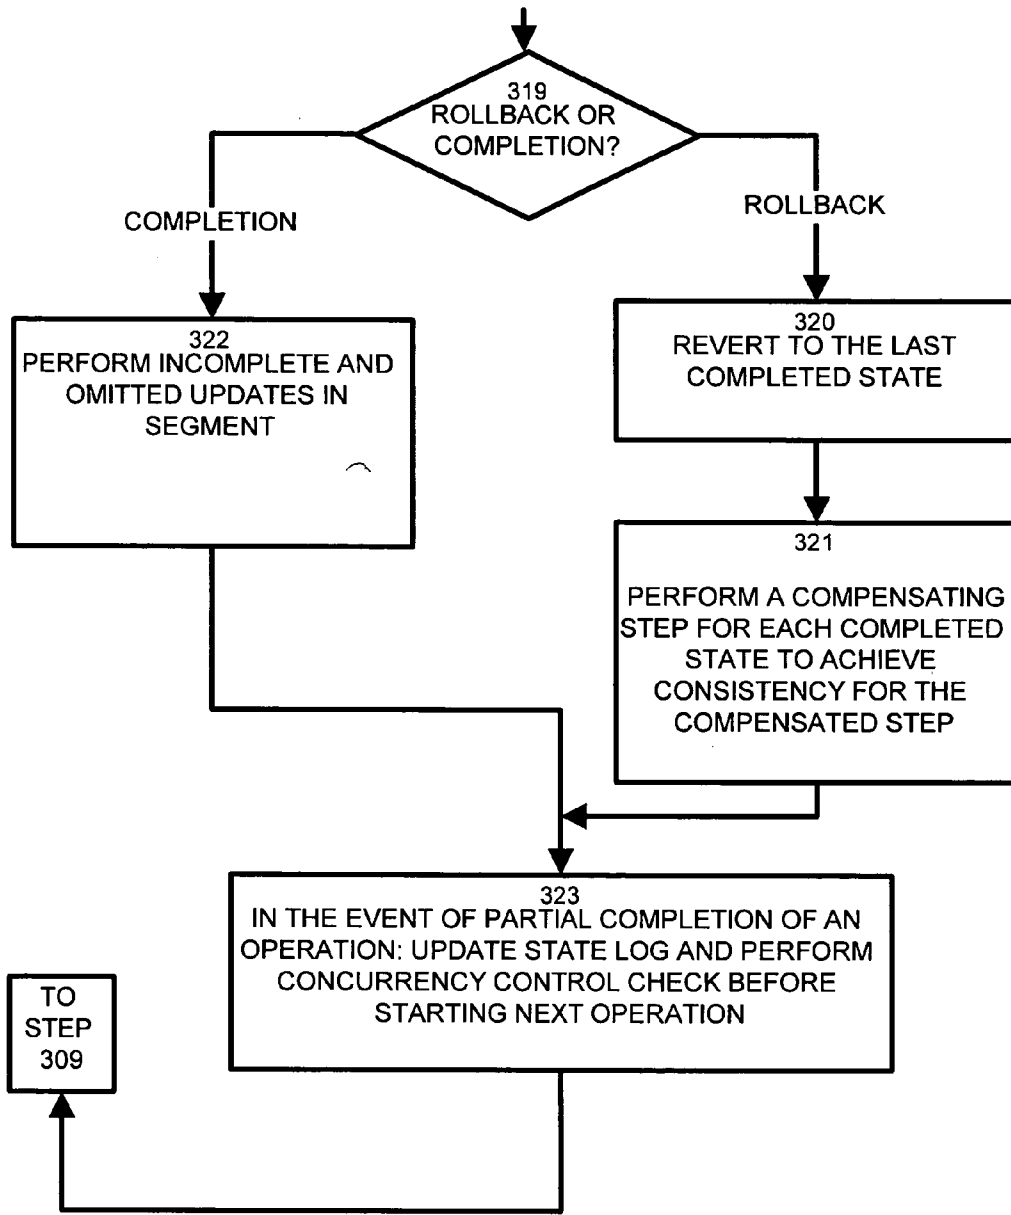 319
ROLLBACK OR
COMPLETION?
COMPLETION
ROLLBACK
322
PERFORM INCOMPLETE AND
OMITTED UPDATES IN
SEGMENT
320
REVERT TO THE LAST
COMPLETED STATE
321
PERFORM A COMPENSATING
STEP FOR EACH COMPLETED
STATE TO ACHIEVE
CONSISTENCY FOR THE
COMPENSATED STEP
323
IN THE EVENT OF PARTIAL COMPLETION OF AN
OPERATION: UPDATE STATE LOG AND PERFORM
CONCURRENCY CONTROL CHECK BEFORE
STARTING NEXT OPERATION
TO
STEP
309